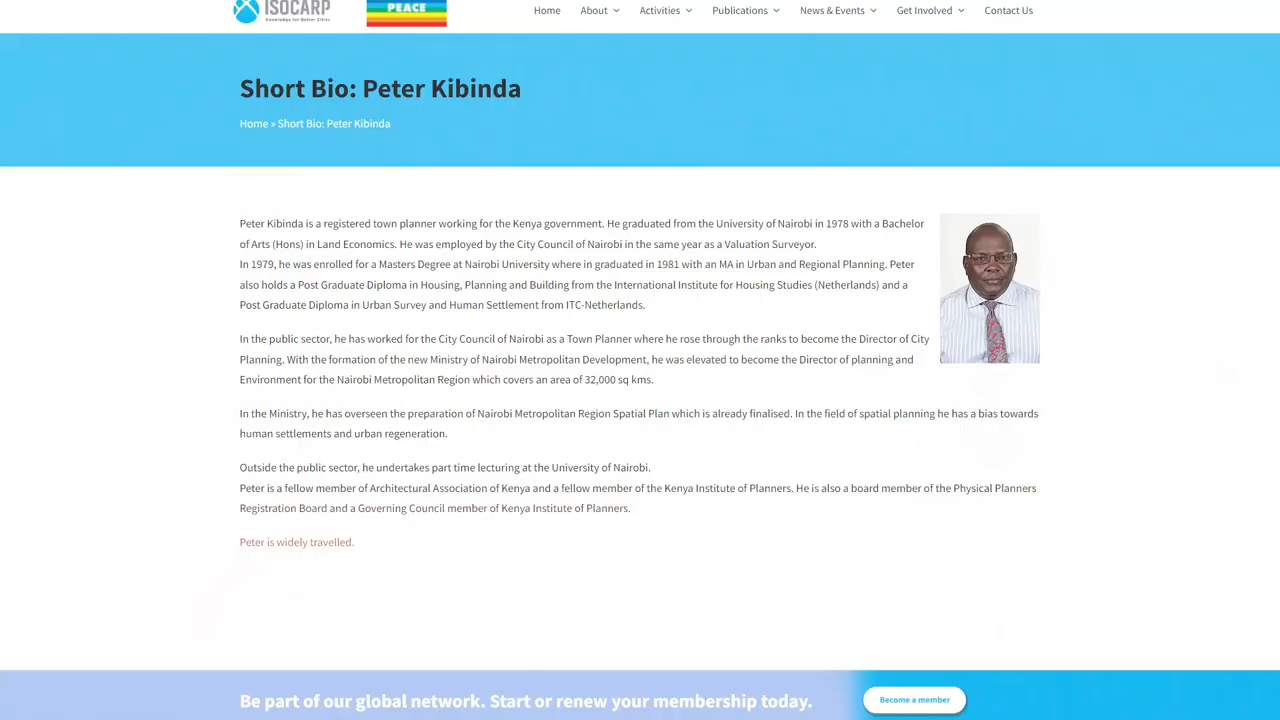 ISOCARP
Knowledge for Better Cities
PEACE
Home About Activities Publications News & Events Get Involved Contact Us
Short Bio: Peter Kibinda
Home » Short Bio: Peter Kibinda
Peter Kibinda is a registered town planner working for the Kenya government. He graduated from the University of Nairobi in 1978 with a Bachelor
of Arts (Hons) in Land Economics. He was employed by the City Council of Nairobi in the same year as a Valuation Surveyor.
In 1979, he was enrolled for a Masters Degree at Nairobi University where in graduated in 1981 with an MA in Urban and Regional Planning. Peter
also holds a Post Graduate Diploma in Housing, Planning and Building from the International Institute for Housing Studies (Netherlands) and a
Post Graduate Diploma in Urban Survey and Human Settlement from ITC-Netherlands.
In the public sector, he has worked for the City Council of Nairobi as a Town Planner where he rose through the ranks to become the Director of City
Planning. With the formation of the new Ministry of Nairobi Metropolitan Development, he was elevated to become the Director of planning and
Environment for the Nairobi Metropolitan Region which covers an area of 32,000 sq kms.
In the Ministry, he has overseen the preparation of Nairobi Metropolitan Region Spatial Plan which is already finalised. In the field of spatial planning he has a bias towards
human settlements and urban regeneration.
Outside the public sector, he undertakes part time lecturing at the University of Nairobi.
Peter is a fellow member of Architectural Association of Kenya and a fellow member of the Kenya Institute of Planners. He is also a board member of the Physical Planners
Registration Board and a Governing Council member of Kenya Institute of Planners.
Peter is widely travelled.
Be part of our global network. Start or renew your membership today.
Become a member